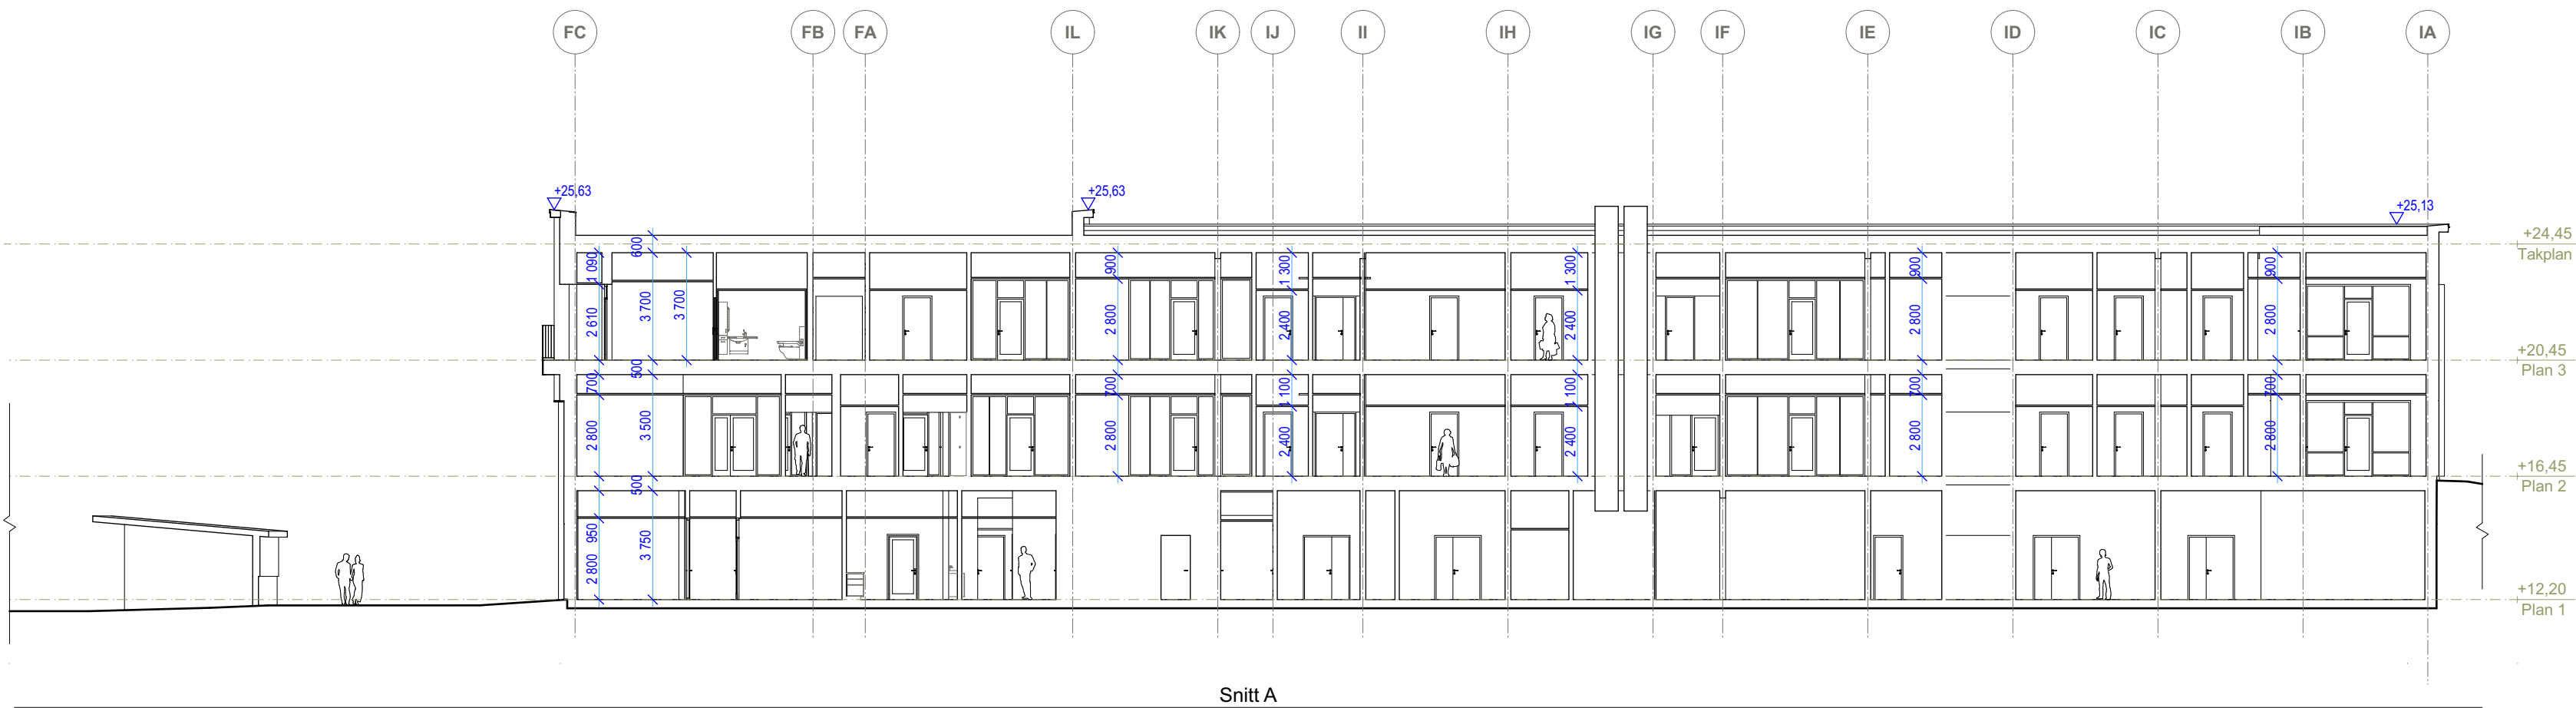 FC FB FA IL IK IJ II IH IG IF IE ID IC IB IA
+25,63 +25,63 +25,13
+24,45
Takplan
600
1 090 900 1 300 1 300 900 900
3 700 3 700
2 610 2 800 2 400 2 400 2 800 2 800
+20,45
Plan 3
500
700 700 1 100 1 100 700 700
3 500
2 800 2 800 2 400 2 400 2 800 2 800
+16,45
Plan 2
500
950 3 750
2 800
+12,20
Plan 1
Snitt A